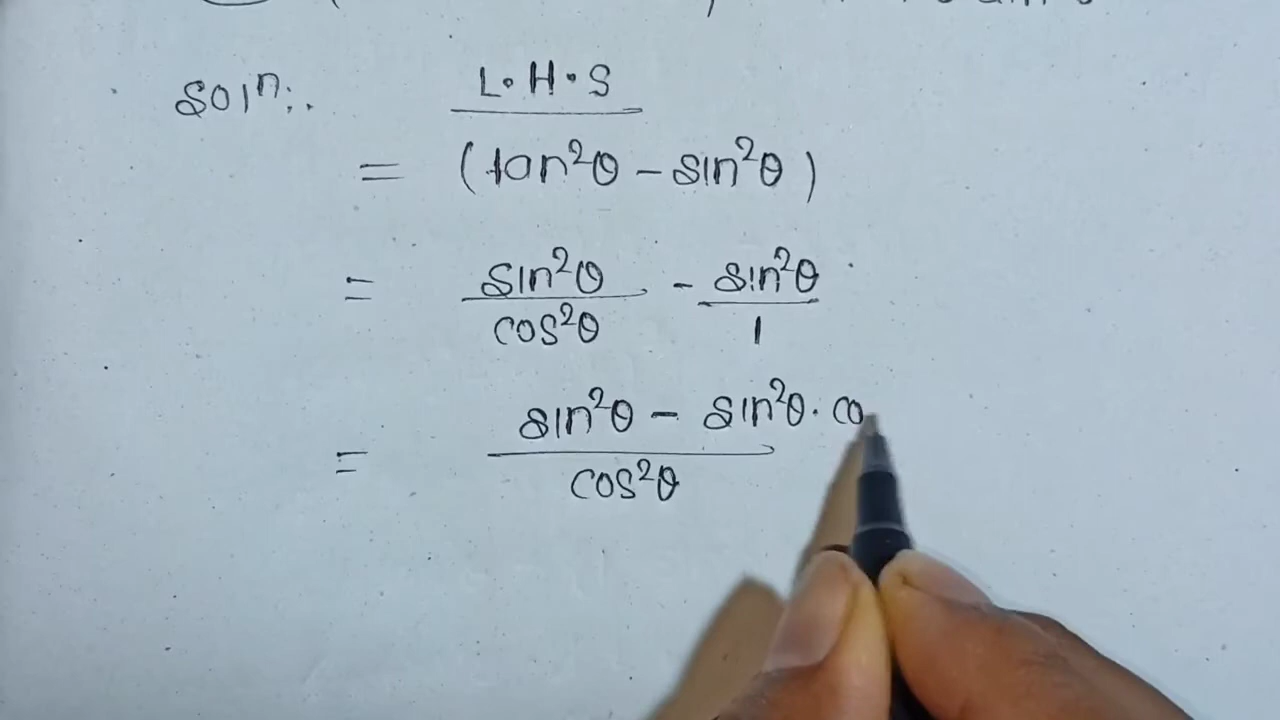 Solⁿ:.
L.H.S
= (tan²θ - sin²θ)
= sin²θ/cos²θ - sin²θ/1
= sin²θ - sin²θ. co
cos²θ